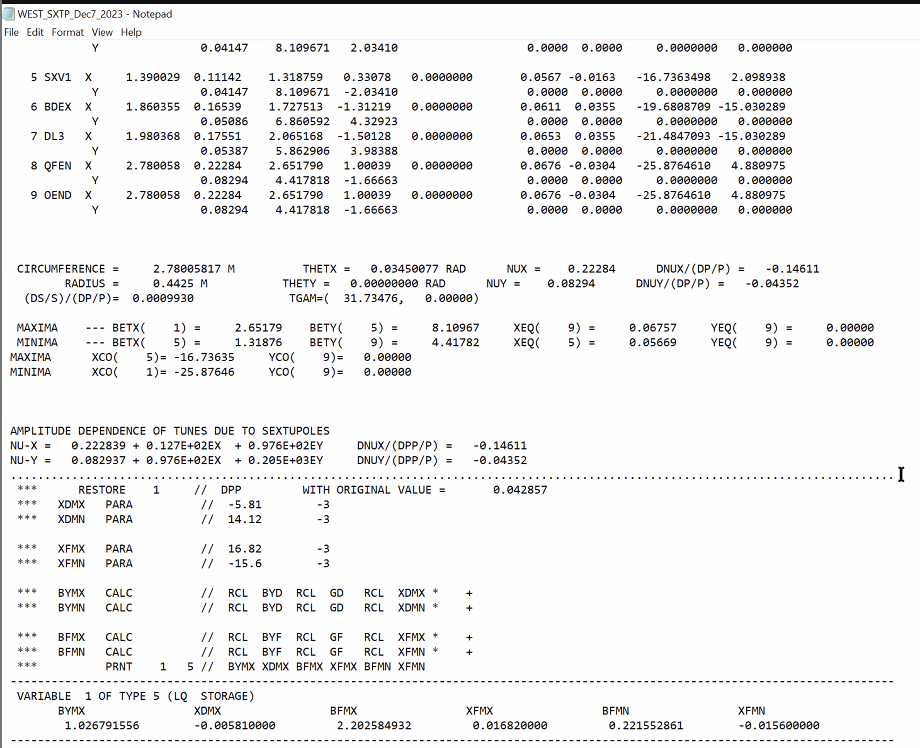 WEST_SXTP_Dec7_2023 - Notepad
File Edit Format View Help
Y 0.04147 8.109671 2.03410 0.0000 0.0000 0.0000000 0.000000
5 SXV1 X 1.390029 0.11142 1.318759 0.33078 0.0000000 0.0567 -0.0163 -16.7363498 2.098938
Y 0.04147 8.109671 -2.03410 0.0000 0.0000 0.0000000 0.000000
6 BDEX X 1.860355 0.16539 1.727513 -1.31219 0.0000000 0.0611 0.0355 -19.6808709 -15.030289
Y 0.05086 6.860592 4.32923 0.0000 0.0000 0.0000000 0.000000
7 DL3 X 1.980368 0.17551 2.065168 -1.50128 0.0000000 0.0653 0.0355 -21.4847093 -15.030289
Y 0.05387 5.862906 3.98388 0.0000 0.0000 0.0000000 0.000000
8 QFEN X 2.780058 0.22284 2.651790 1.00039 0.0000000 0.0676 -0.0304 -25.8764610 4.880975
Y 0.08294 4.417818 -1.66663 0.0000 0.0000 0.0000000 0.000000
9 OEND X 2.780058 0.22284 2.651790 1.00039 0.0000000 0.0676 -0.0304 -25.8764610 4.880975
Y 0.08294 4.417818 -1.66663 0.0000 0.0000 0.0000000 0.000000
CIRCUMFERENCE = 2.78005817 M THETX = 0.03450077 RAD NUX = 0.22284 DNUX/(DP/P) = -0.14611
RADIUS = 0.4425 M THETY = 0.00000000 RAD NUY = 0.08294 DNUY/(DP/P) = -0.04352
(DS/S)/(DP/P)= 0.0009930 TGAM=( 31.73476, 0.00000)
MAXIMA --- BETX( 1) = 2.65179 BETY( 5) = 8.10967 XEQ( 9) = 0.06757 YEQ( 9) = 0.00000
MINIMA --- BETX( 5) = 1.31876 BETY( 9) = 4.41782 XEQ( 5) = 0.05669 YEQ( 9) = 0.00000
MAXIMA XCO( 5)= -16.73635 YCO( 9)= 0.00000
MINIMA XCO( 1)= -25.87646 YCO( 9)= 0.00000
AMPLITUDE DEPENDENCE OF TUNES DUE TO SEXTUPOLES
NU-X = 0.222839 + 0.127E+02EX + 0.976E+02EY DNUX/(DPP/P) = -0.14611
NU-Y = 0.082937 + 0.976E+02EX + 0.205E+03EY DNUY/(DPP/P) = -0.04352
*** RESTORE 1 // DPP WITH ORIGINAL VALUE = 0.042857
*** XDMX PARA // -5.81 -3
*** XDMN PARA // 14.12 -3
*** XFMX PARA // 16.82 -3
*** XFMN PARA // -15.6 -3
*** BYMX CALC // RCL BYD RCL GD RCL XDMX * +
*** BYMN CALC // RCL BYD RCL GD RCL XDMN * +
*** BFMX CALC // RCL BYF RCL GF RCL XFMX * +
*** BFMN CALC // RCL BYF RCL GF RCL XFMN * +
*** PRNT 1 5 // BYMX XDMX BFMX XFMX BFMN XFMN
VARIABLE 1 OF TYPE 5 (LQ STORAGE)
BYMX XDMX BFMX XFMX BFMN XFMN
1.026791556 -0.005810000 2.202584932 0.016820000 0.221552861 -0.015600000